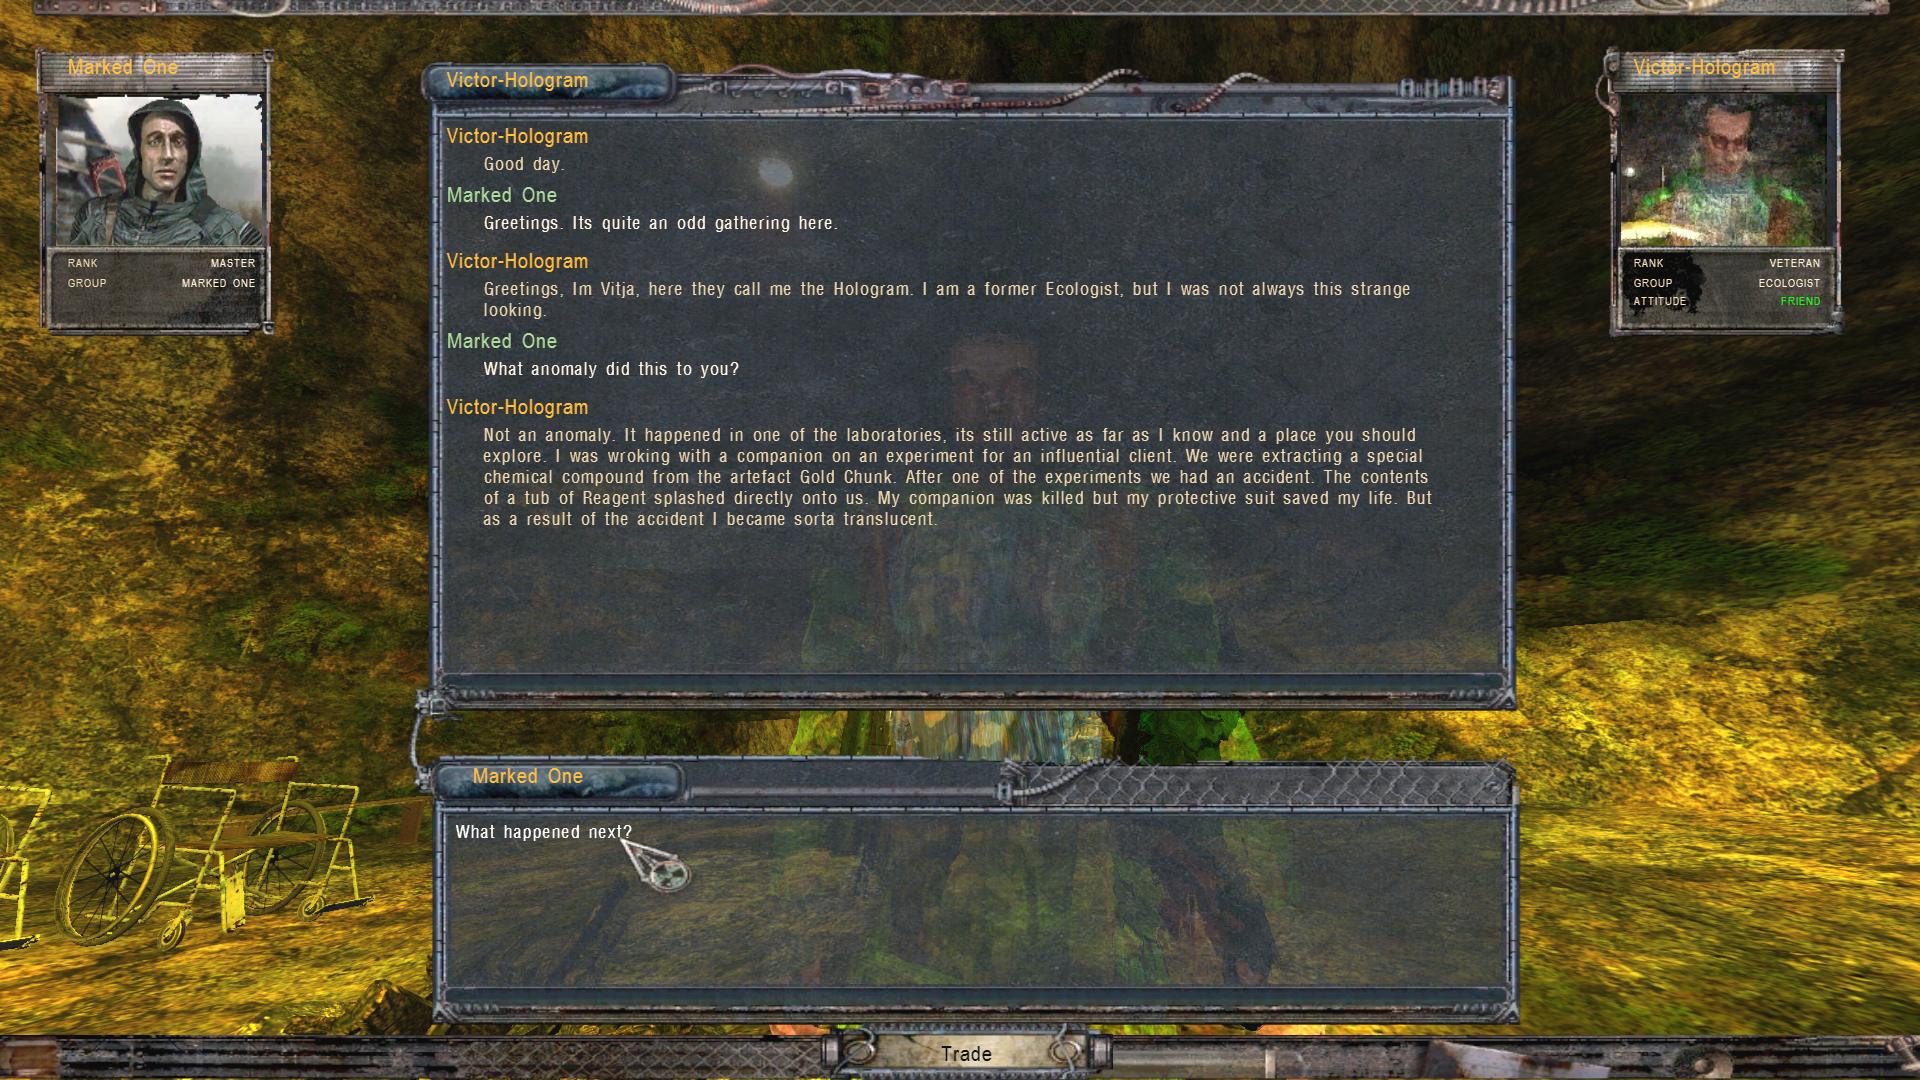 Marked One
RANK MASTER
GROUP MARKED ONE
Victor-Hologram
Victor-Hologram
Good day.
Marked One
Greetings. Its quite an odd gathering here.
Victor-Hologram
Greetings, Im Vitja, here they call me the Hologram. I am a former Ecologist, but I was not always this strange
looking.
Marked One
What anomaly did this to you?
Victor-Hologram
Not an anomaly. It happened in one of the laboratories, its still active as far as I know and a place you should
explore. I was wroking with a companion on an experiment for an influential client. We were extracting a special
chemical compound from the artefact Gold Chunk. After one of the experiments we had an accident. The contents
of a tub of Reagent splashed directly onto us. My companion was killed but my protective suit saved my life. But
as a result of the accident I became sorta translucent.
Victor-Hologram
RANK VETERAN
GROUP ECOLOGIST
ATTITUDE FRIEND
Marked One
What happened next?
Trade